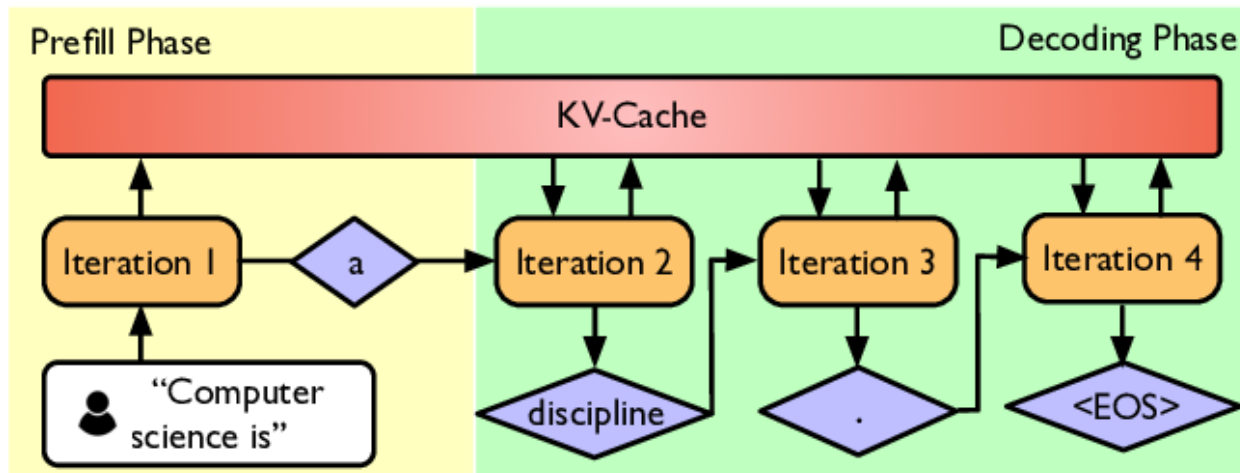 Prefill Phase
Decoding Phase
KV-Cache
Iteration 1
a
Iteration 2
Iteration 3
Iteration 4
“Computer
science is”
discipline
.
<EOS>